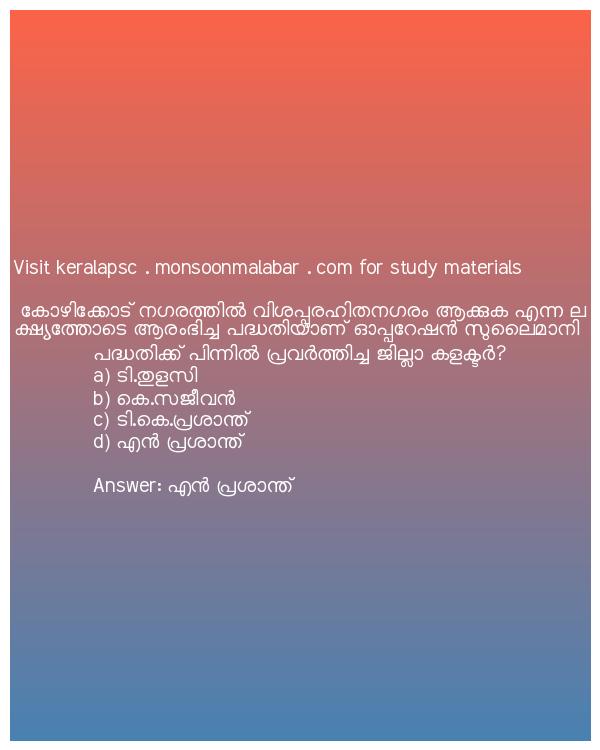 Visit keralapsc . monsoonmalabar . com for study materials
കോഴിക്കോട് നഗരത്തിൽ വിശപ്പരഹിതനഗരം ആക്കുക എന്ന ല
ക്ഷ്യത്തോടെ ആരംഭിച്ച പദ്ധതിയാണ് ഓപ്പറേഷൻ സുലൈമാനി
പദ്ധതിക്ക് പിന്നിൽ പ്രവർത്തിച്ച ജില്ലാ കളക്ടർ?
a) ടി.തുളസി
b) കെ.സജീവൻ
c) ടി.കെ.പ്രശാന്ത്
d) എൻ പ്രശാന്ത്
Answer: എൻ പ്രശാന്ത്